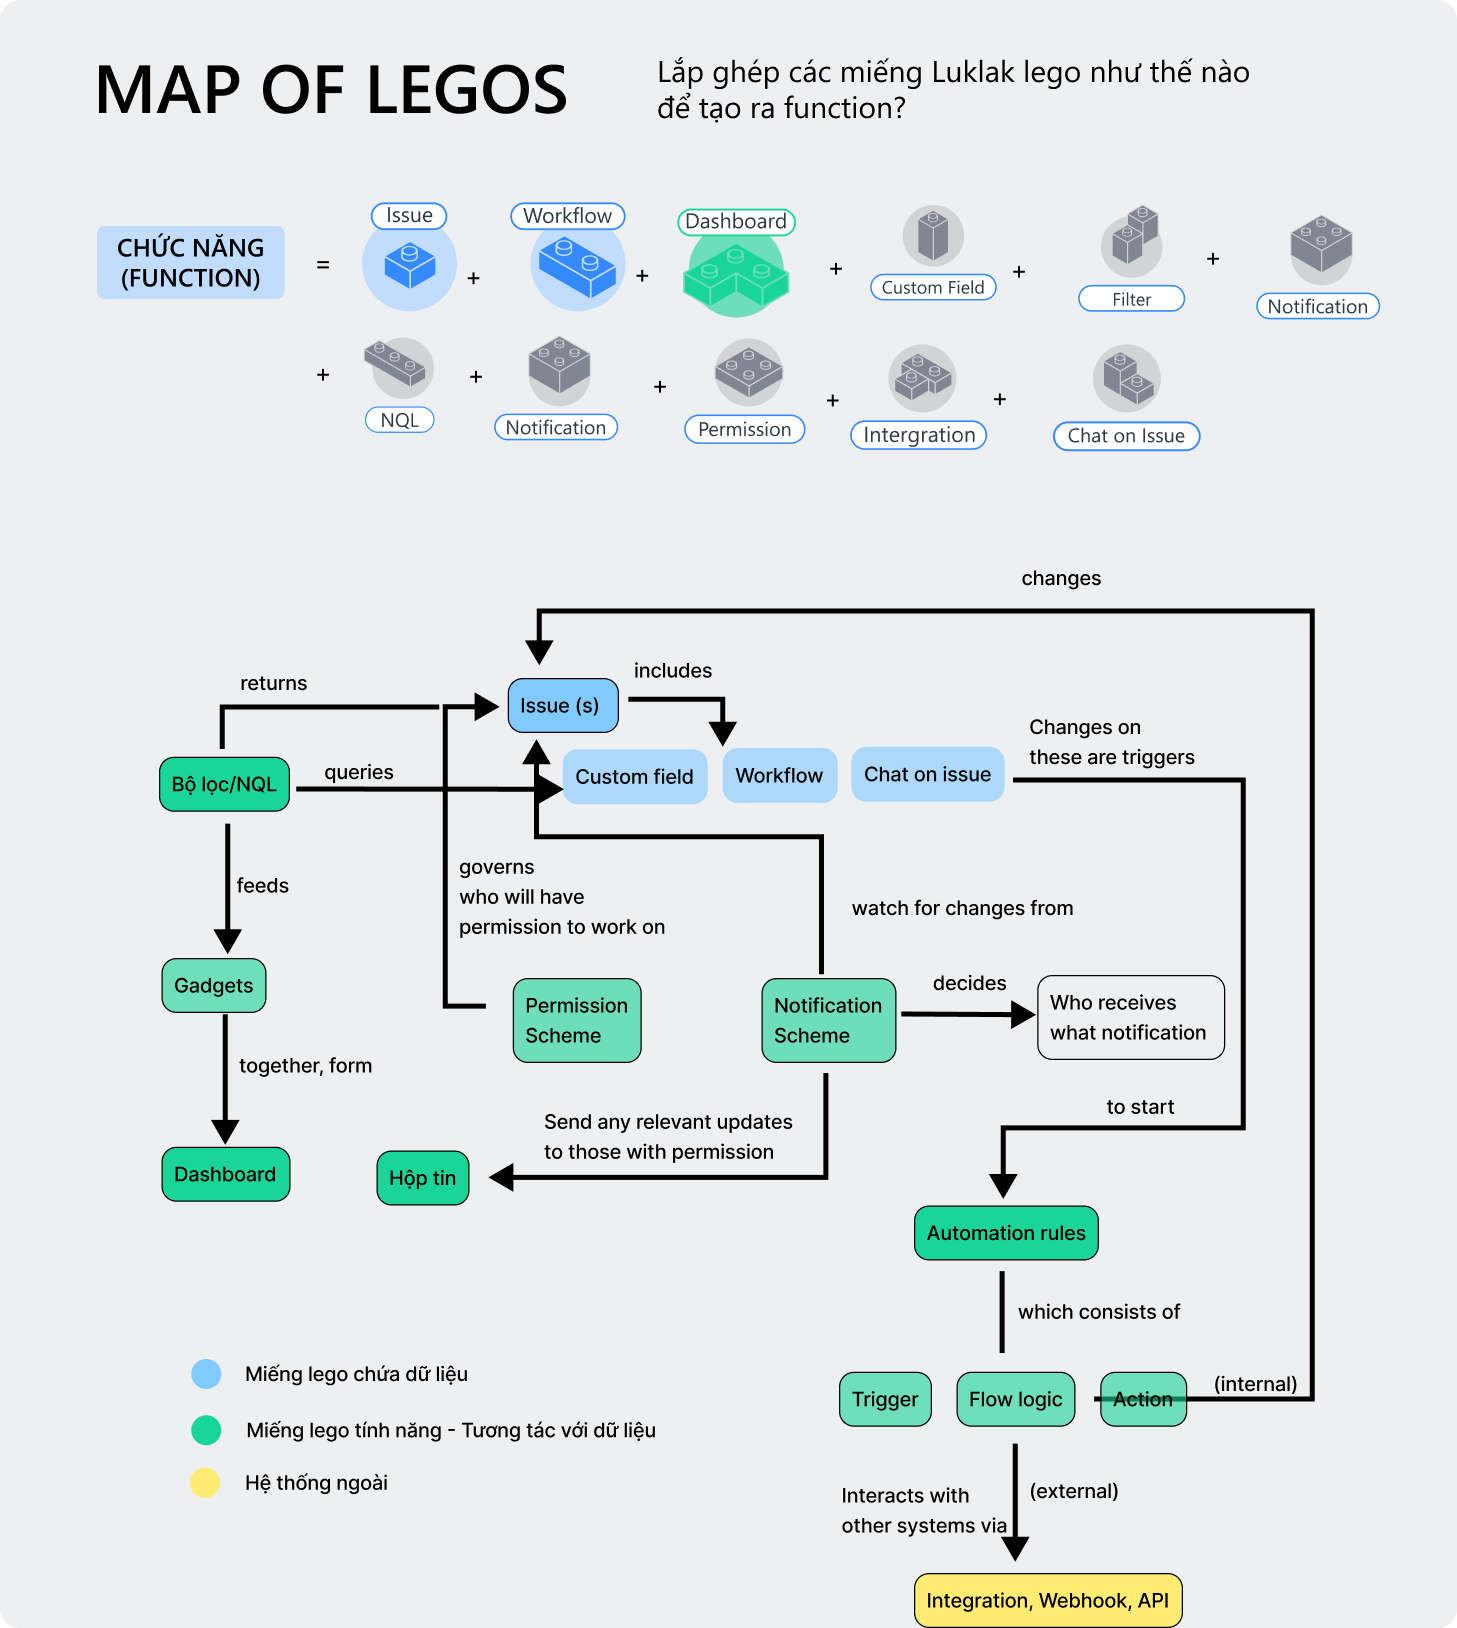 MAP OF LEGOS
Lắp ghép các miếng Luklak lego như thế nào
để tạo ra function?
CHỨC NĂNG
(FUNCTION)
=
Issue
+
Workflow
+
Dashboard
+
Custom Field
+
Filter
+
Notification
+
NQL
+
Notification
+
Permission
+
Intergration
+
Chat on Issue
changes
returns
Issue (s)
includes
Bộ lọc/NQL
queries
Custom field
Workflow
Chat on issue
Changes on
these are triggers
feeds
governs
who will have
permission to work on
watch for changes from
Gadgets
Permission
Scheme
Notification
Scheme
decides
Who receives
what notification
together, form
Send any relevant updates
to those with permission
to start
Dashboard
Hộp tin
Automation rules
which consists of
Trigger
Flow logic
Action
(internal)
Miếng lego chứa dữ liệu
Miếng lego tính năng - Tương tác với dữ liệu
Hệ thống ngoài
Interacts with
other systems via
(external)
Integration, Webhook, API